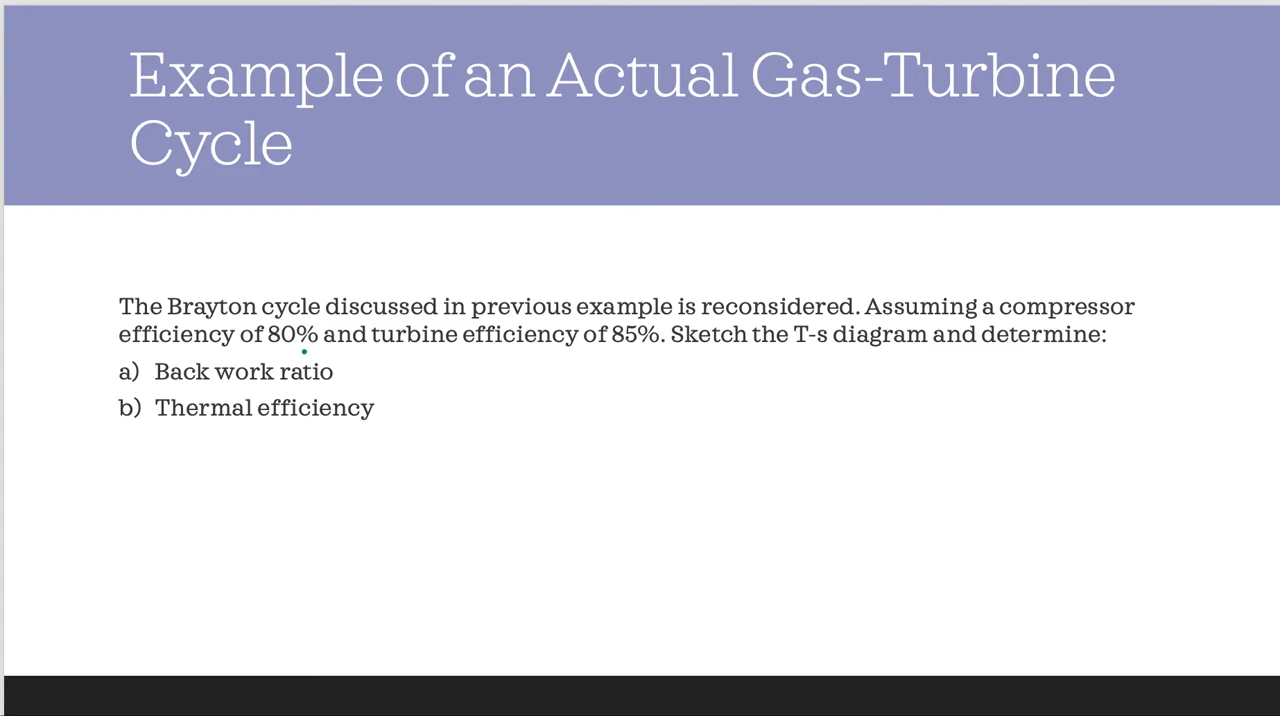 Example of an Actual Gas-Turbine
Cycle
The Brayton cycle discussed in previous example is reconsidered. Assuming a compressor
efficiency of 80% and turbine efficiency of 85%. Sketch the T-s diagram and determine:
a) Back work ratio
b) Thermal efficiency